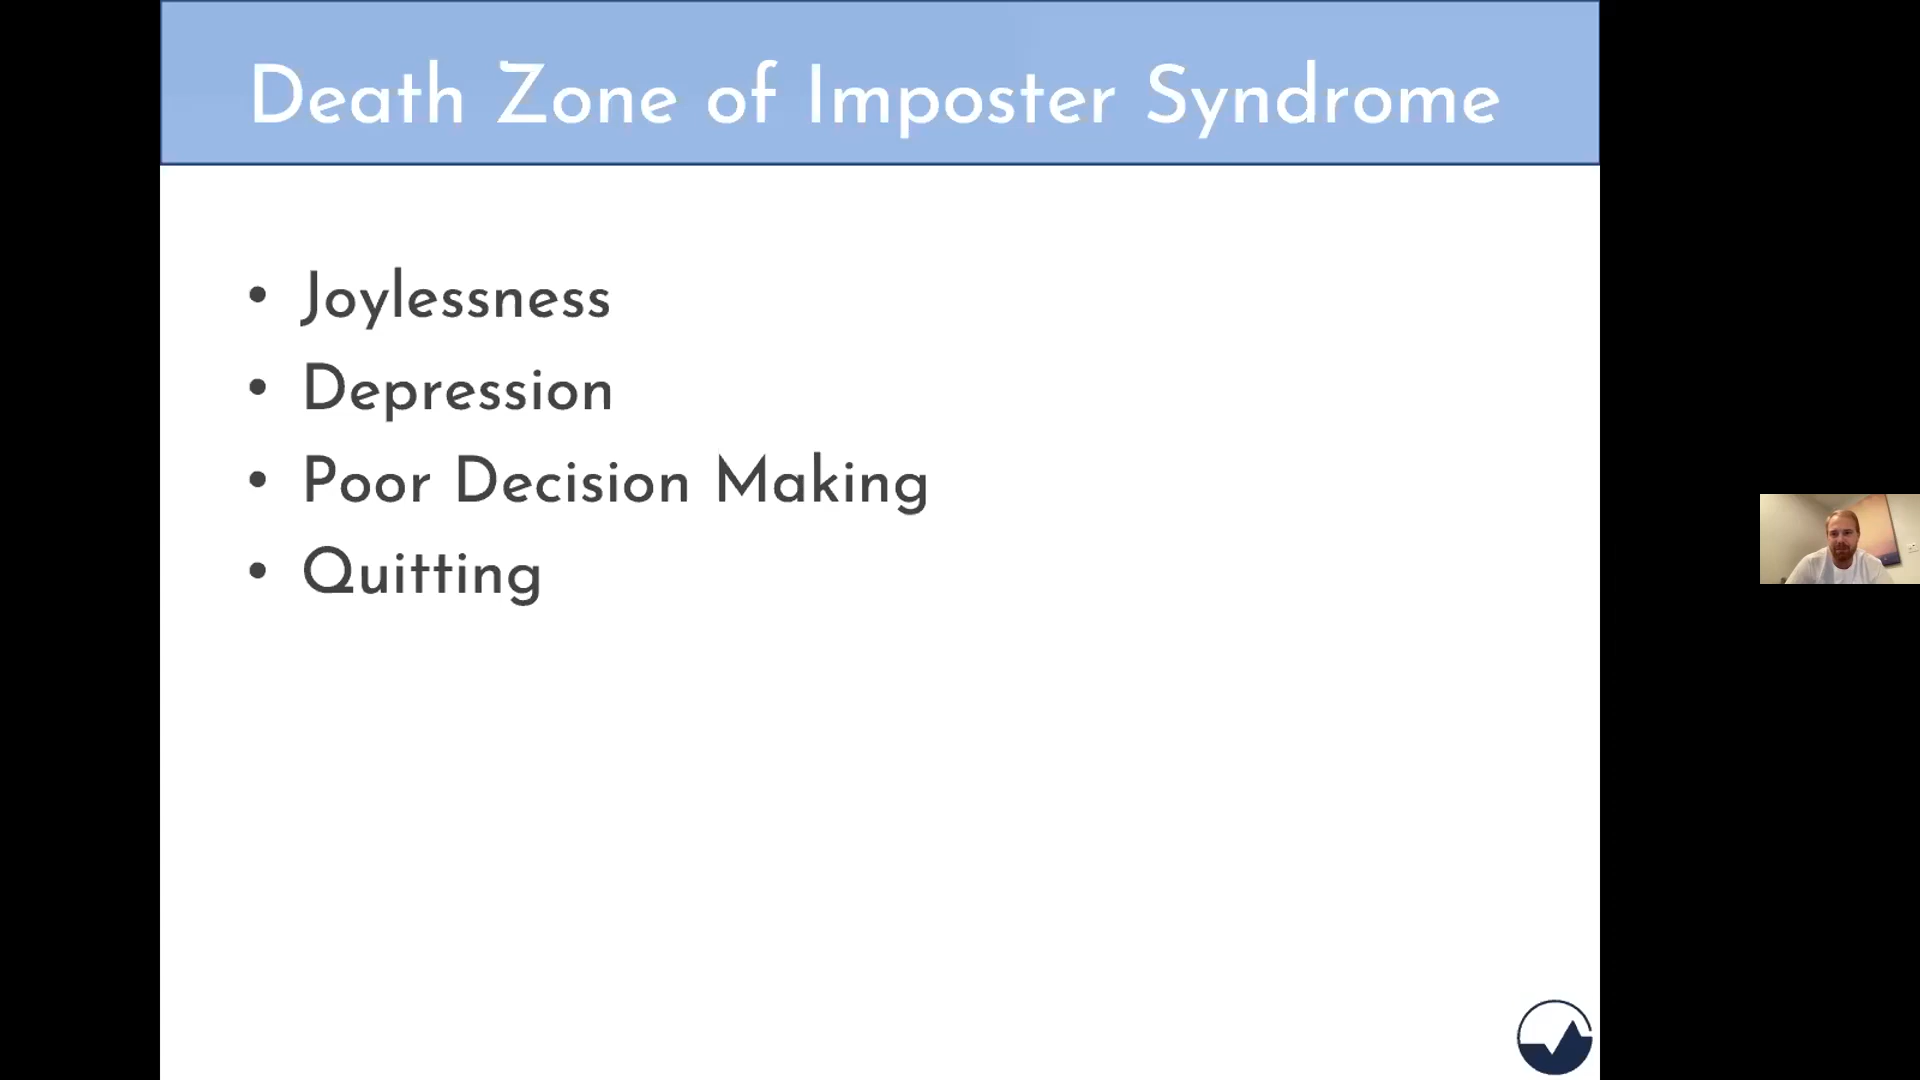 Death Zone of Imposter Syndrome
• Joylessness
• Depression
• Poor Decision Making
• Quitting